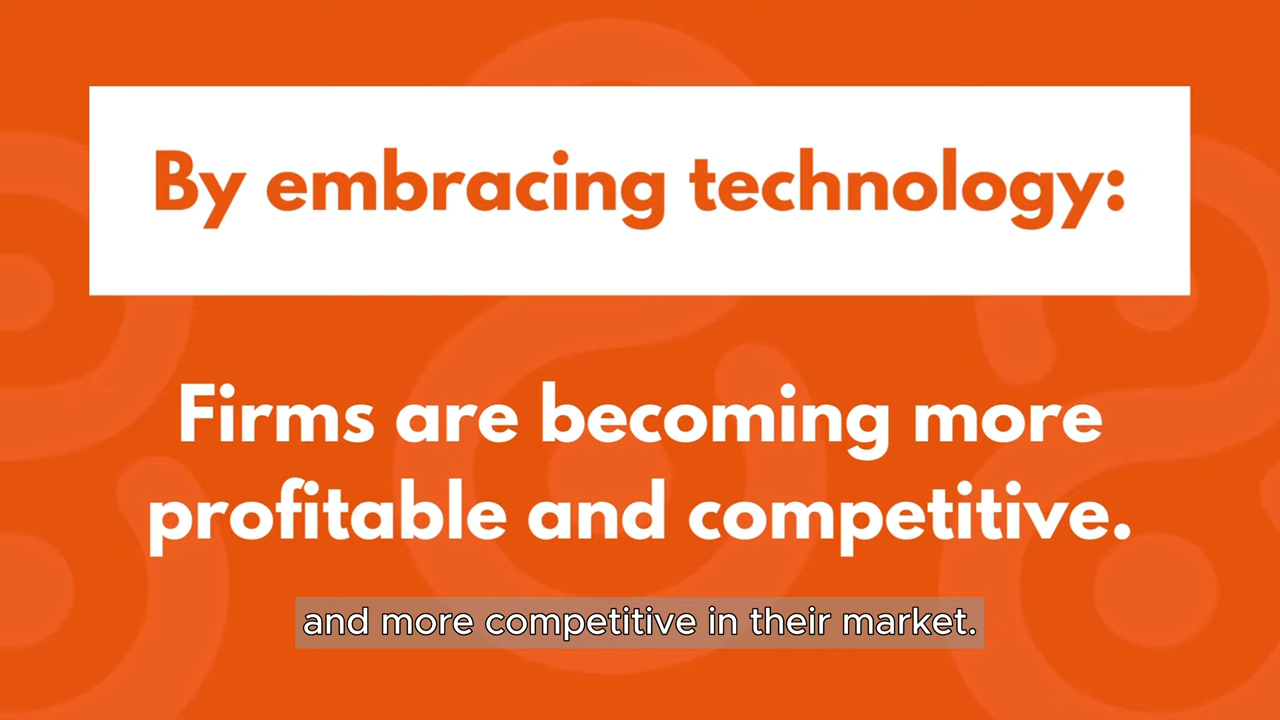 By embracing technology:
Firms are becoming more
profitable and competitive.
and more competitive in their market.